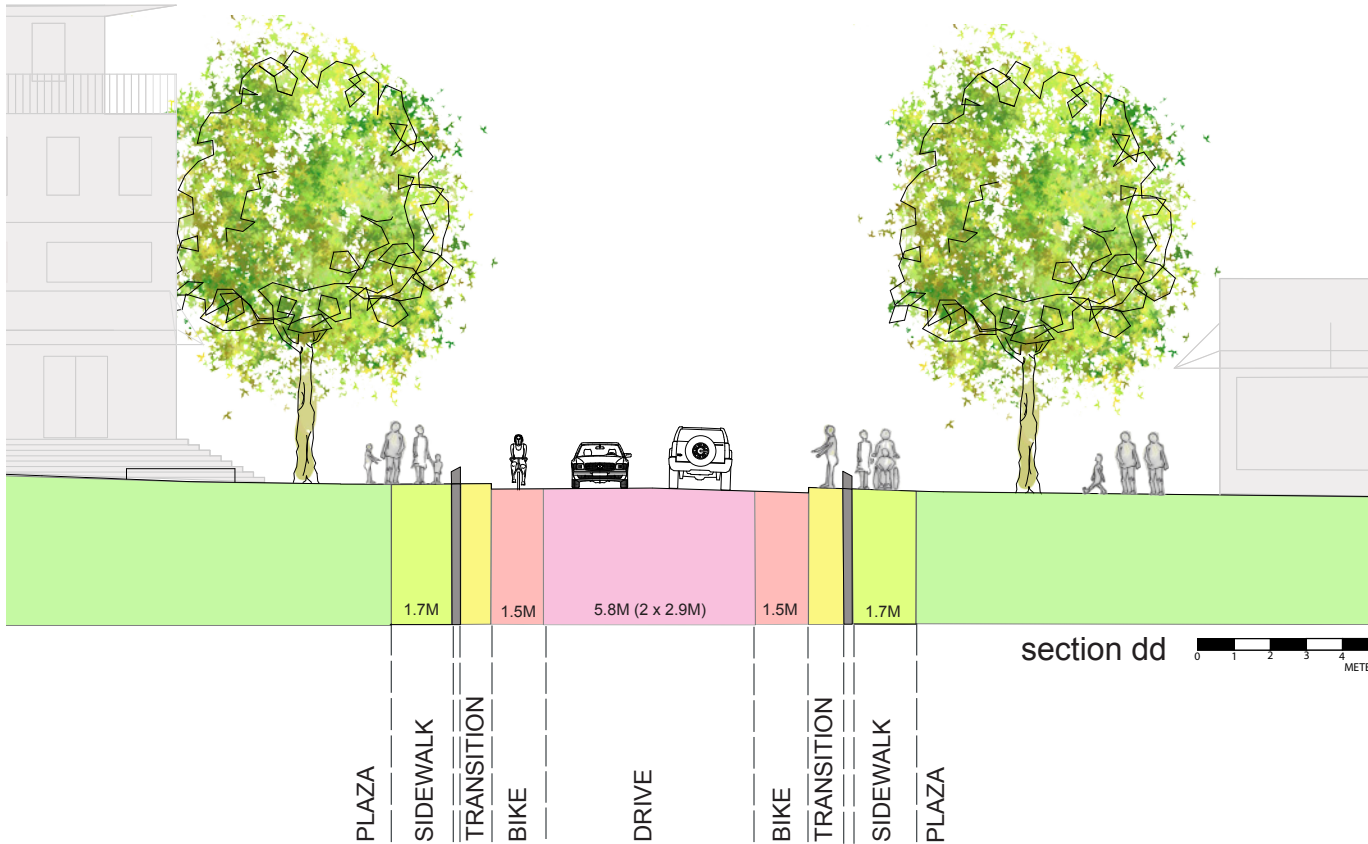 1.7M
1.5M
5.8M (2 x 2.9M)
1.5M
1.7M
section dd
0 1 2 3 4
METE
PLAZA
SIDEWALK
TRANSITION
BIKE
DRIVE
BIKE
TRANSITION
SIDEWALK
PLAZA